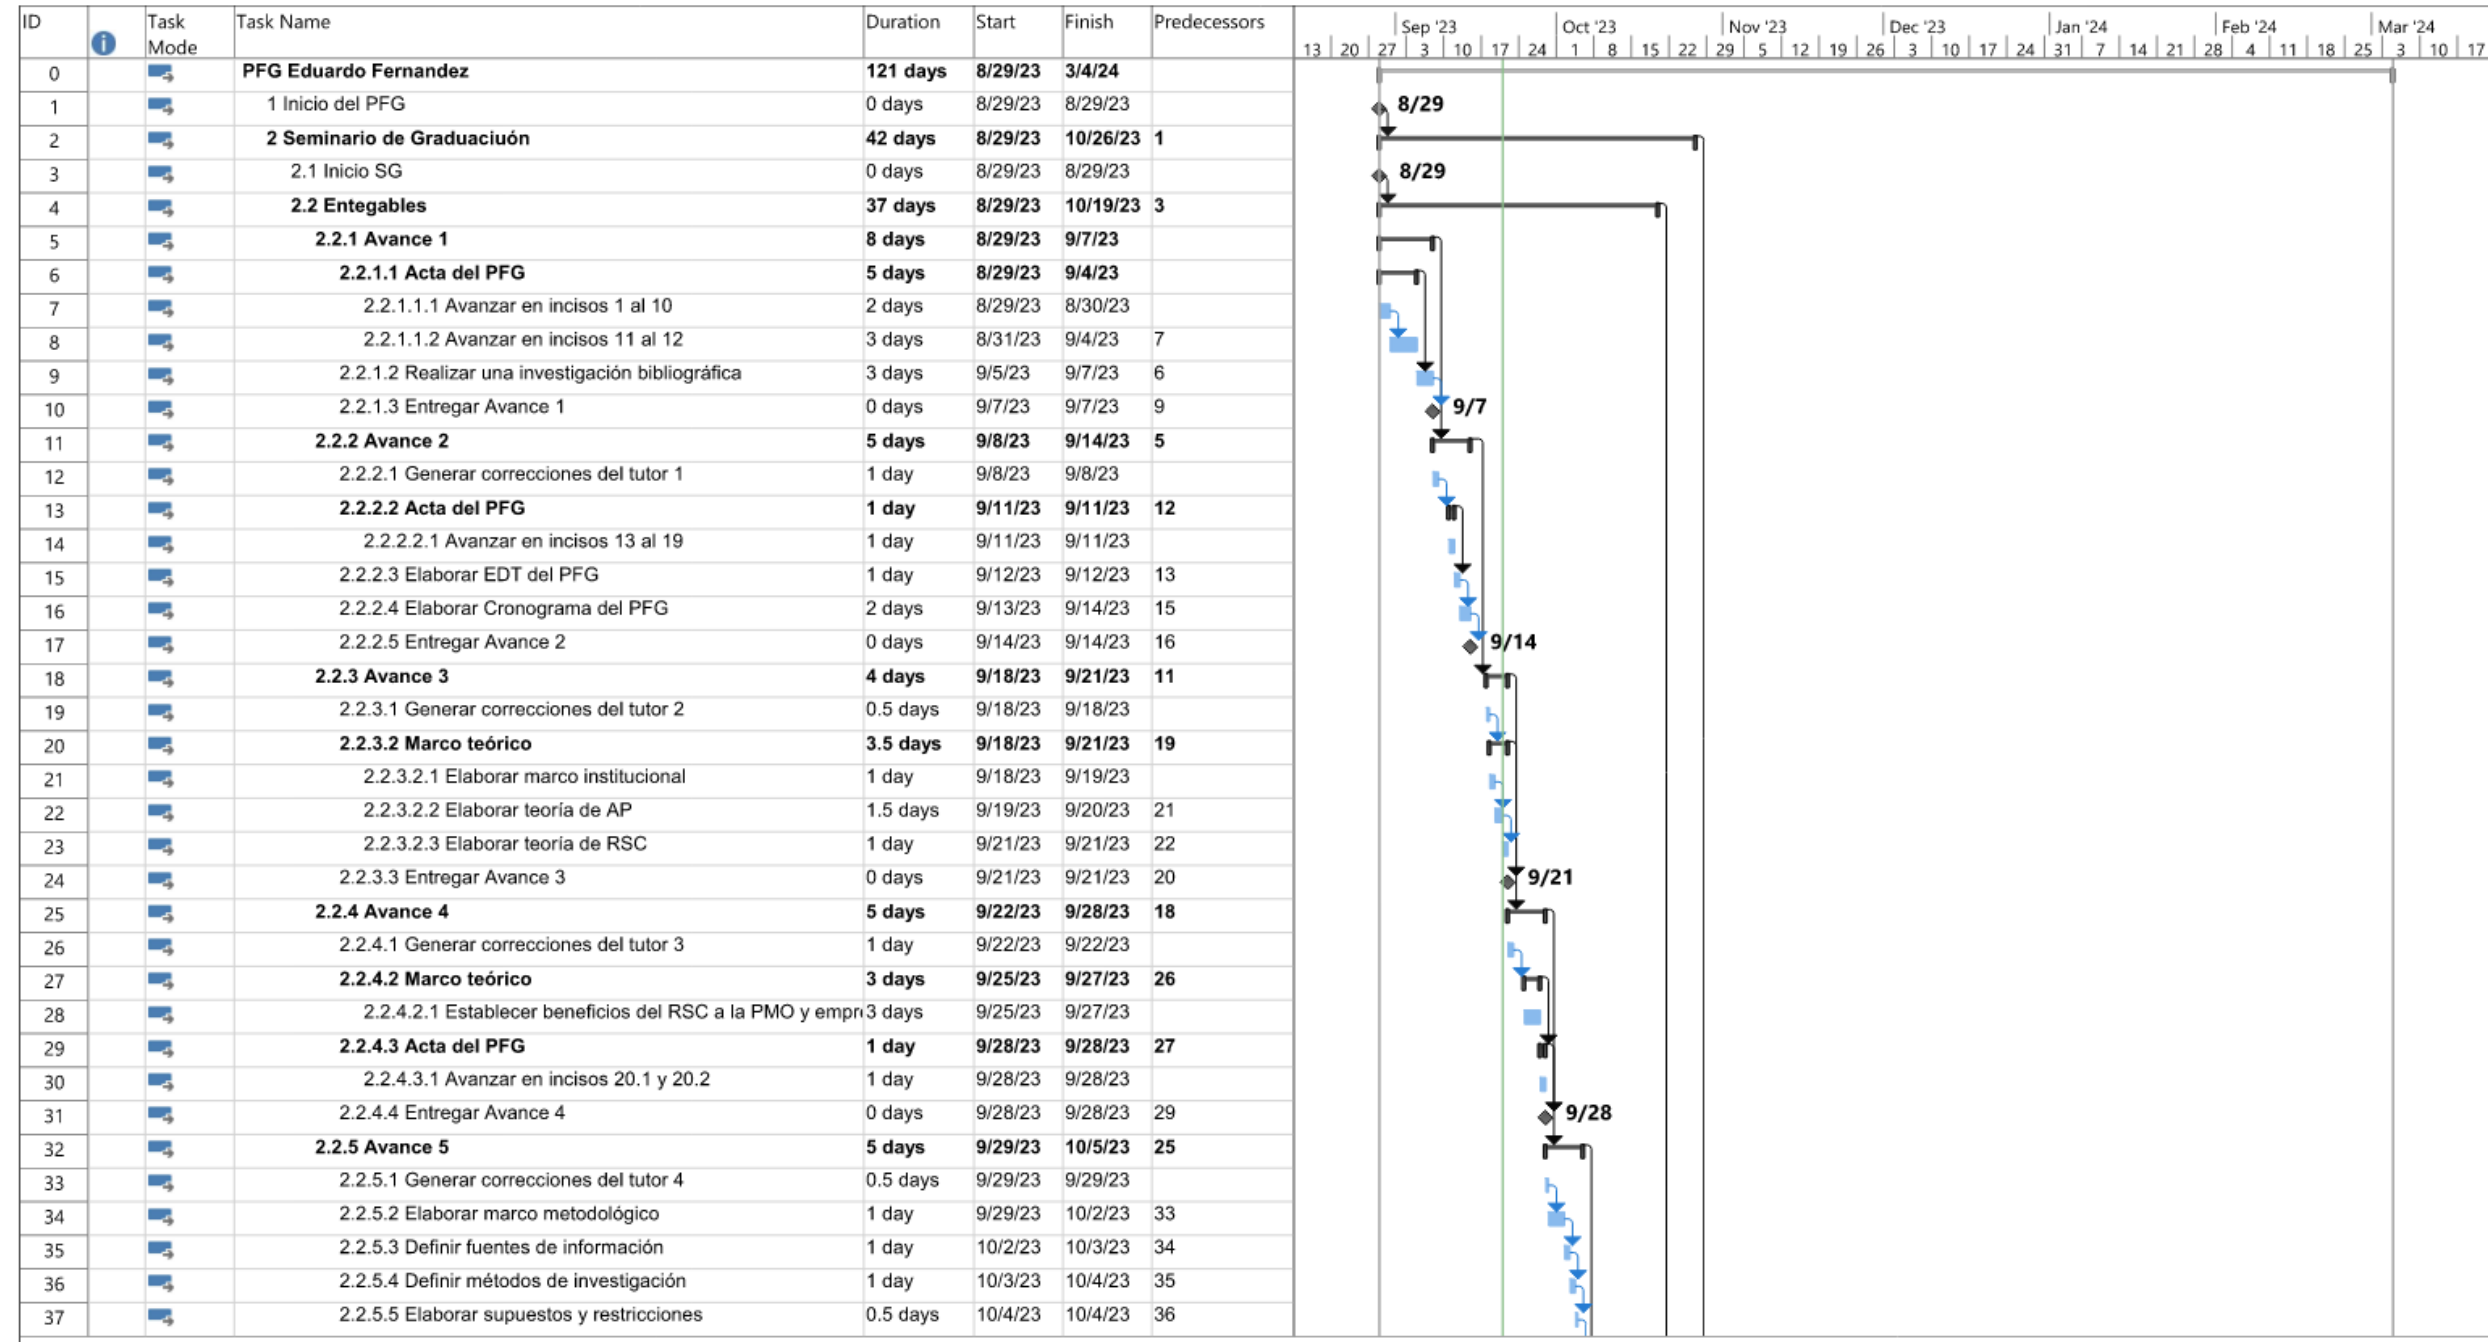 ID Task Mode Task Name Duration Start Finish Predecessors
Sep '23 Oct '23 Nov '23 Dec '23 Jan '24 Feb '24 Mar '24
13 20 27 3 10 17 24 1 8 15 22 29 5 12 19 26 3 10 17 24 31 7 14 21 28 4 11 18 25 3 10 17
0 PFG Eduardo Fernandez 121 days 8/29/23 3/4/24
1 1 Inicio del PFG 0 days 8/29/23 8/29/23 8/29
2 2 Seminario de Graduaciuón 42 days 8/29/23 10/26/23 1
3 2.1 Inicio SG 0 days 8/29/23 8/29/23 8/29
4 2.2 Entegables 37 days 8/29/23 10/19/23 3
5 2.2.1 Avance 1 8 days 8/29/23 9/7/23
6 2.2.1.1 Acta del PFG 5 days 8/29/23 9/4/23
7 2.2.1.1.1 Avanzar en incisos 1 al 10 2 days 8/29/23 8/30/23
8 2.2.1.1.2 Avanzar en incisos 11 al 12 3 days 8/31/23 9/4/23 7
9 2.2.1.2 Realizar una investigación bibliográfica 3 days 9/5/23 9/7/23 6
10 2.2.1.3 Entregar Avance 1 0 days 9/7/23 9/7/23 9 9/7
11 2.2.2 Avance 2 5 days 9/8/23 9/14/23 5
12 2.2.2.1 Generar correcciones del tutor 1 1 day 9/8/23 9/8/23
13 2.2.2.2 Acta del PFG 1 day 9/11/23 9/11/23 12
14 2.2.2.2.1 Avanzar en incisos 13 al 19 1 day 9/11/23 9/11/23
15 2.2.2.3 Elaborar EDT del PFG 1 day 9/12/23 9/12/23 13
16 2.2.2.4 Elaborar Cronograma del PFG 2 days 9/13/23 9/14/23 15
17 2.2.2.5 Entregar Avance 2 0 days 9/14/23 9/14/23 16 9/14
18 2.2.3 Avance 3 4 days 9/18/23 9/21/23 11
19 2.2.3.1 Generar correcciones del tutor 2 0.5 days 9/18/23 9/18/23
20 2.2.3.2 Marco teórico 3.5 days 9/18/23 9/21/23 19
21 2.2.3.2.1 Elaborar marco institucional 1 day 9/18/23 9/19/23
22 2.2.3.2.2 Elaborar teoría de AP 1.5 days 9/19/23 9/20/23 21
23 2.2.3.2.3 Elaborar teoría de RSC 1 day 9/21/23 9/21/23 22
24 2.2.3.3 Entregar Avance 3 0 days 9/21/23 9/21/23 20 9/21
25 2.2.4 Avance 4 5 days 9/22/23 9/28/23 18
26 2.2.4.1 Generar correcciones del tutor 3 1 day 9/22/23 9/22/23
27 2.2.4.2 Marco teórico 3 days 9/25/23 9/27/23 26
28 2.2.4.2.1 Establecer beneficios del RSC a la PMO y empr 3 days 9/25/23 9/27/23
29 2.2.4.3 Acta del PFG 1 day 9/28/23 9/28/23 27
30 2.2.4.3.1 Avanzar en incisos 20.1 y 20.2 1 day 9/28/23 9/28/23
31 2.2.4.4 Entregar Avance 4 0 days 9/28/23 9/28/23 29 9/28
32 2.2.5 Avance 5 5 days 9/29/23 10/5/23 25
33 2.2.5.1 Generar correcciones del tutor 4 0.5 days 9/29/23 9/29/23
34 2.2.5.2 Elaborar marco metodológico 1 day 9/29/23 10/2/23 33
35 2.2.5.3 Definir fuentes de información 1 day 10/2/23 10/3/23 34
36 2.2.5.4 Definir métodos de investigación 1 day 10/3/23 10/4/23 35
37 2.2.5.5 Elaborar supuestos y restricciones 0.5 days 10/4/23 10/4/23 36